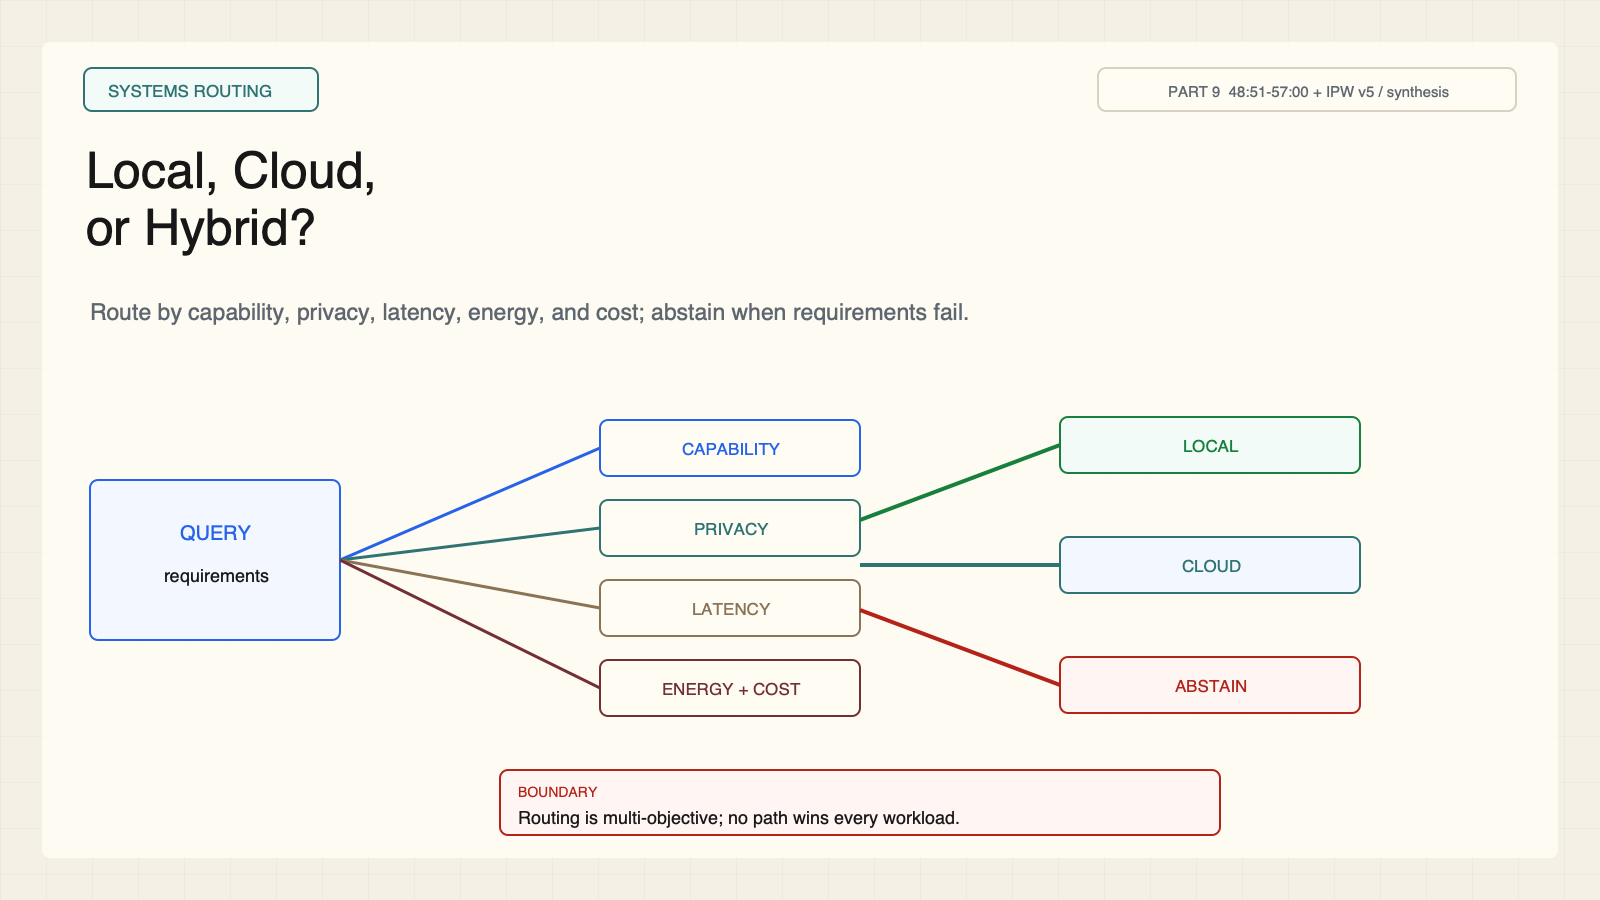 SYSTEMS ROUTING
PART 9  48:51-57:00 + IPW v5 / synthesis
Local, Cloud,
or Hybrid?
Route by capability, privacy, latency, energy, and cost; abstain when requirements fail.
QUERY
requirements
CAPABILITY
PRIVACY
LATENCY
ENERGY + COST
LOCAL
CLOUD
ABSTAIN
BOUNDARY
Routing is multi-objective; no path wins every workload.